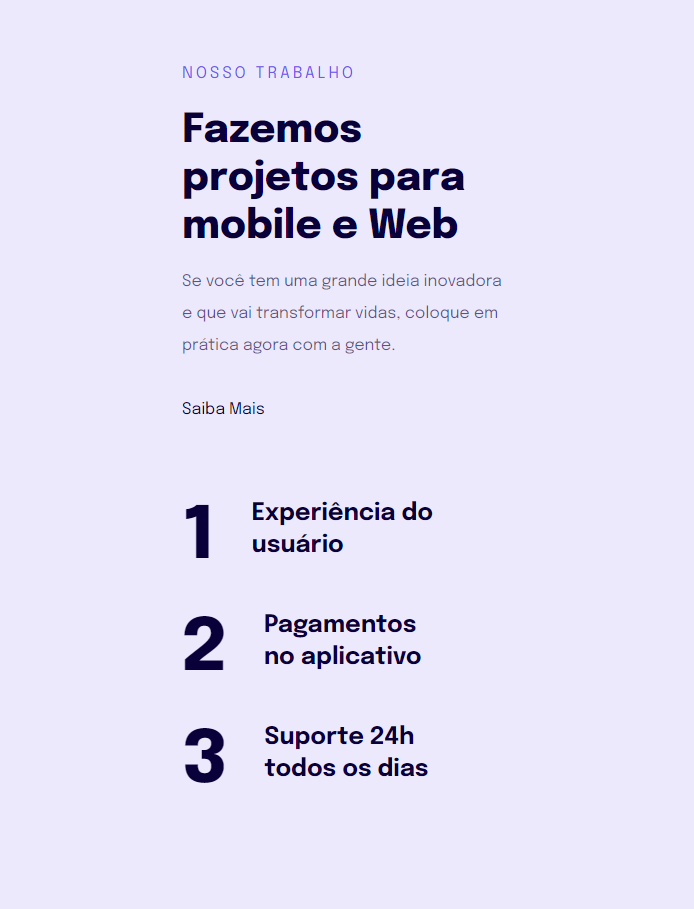 NOSSO TRABALHO
Fazemos
projetos para
mobile e Web
Se você tem uma grande ideia inovadora
e que vai transformar vidas, coloque em
prática agora com a gente.
Saiba Mais
1
Experiência do
usuário
2
Pagamentos
no aplicativo
3
Suporte 24h
todos os dias